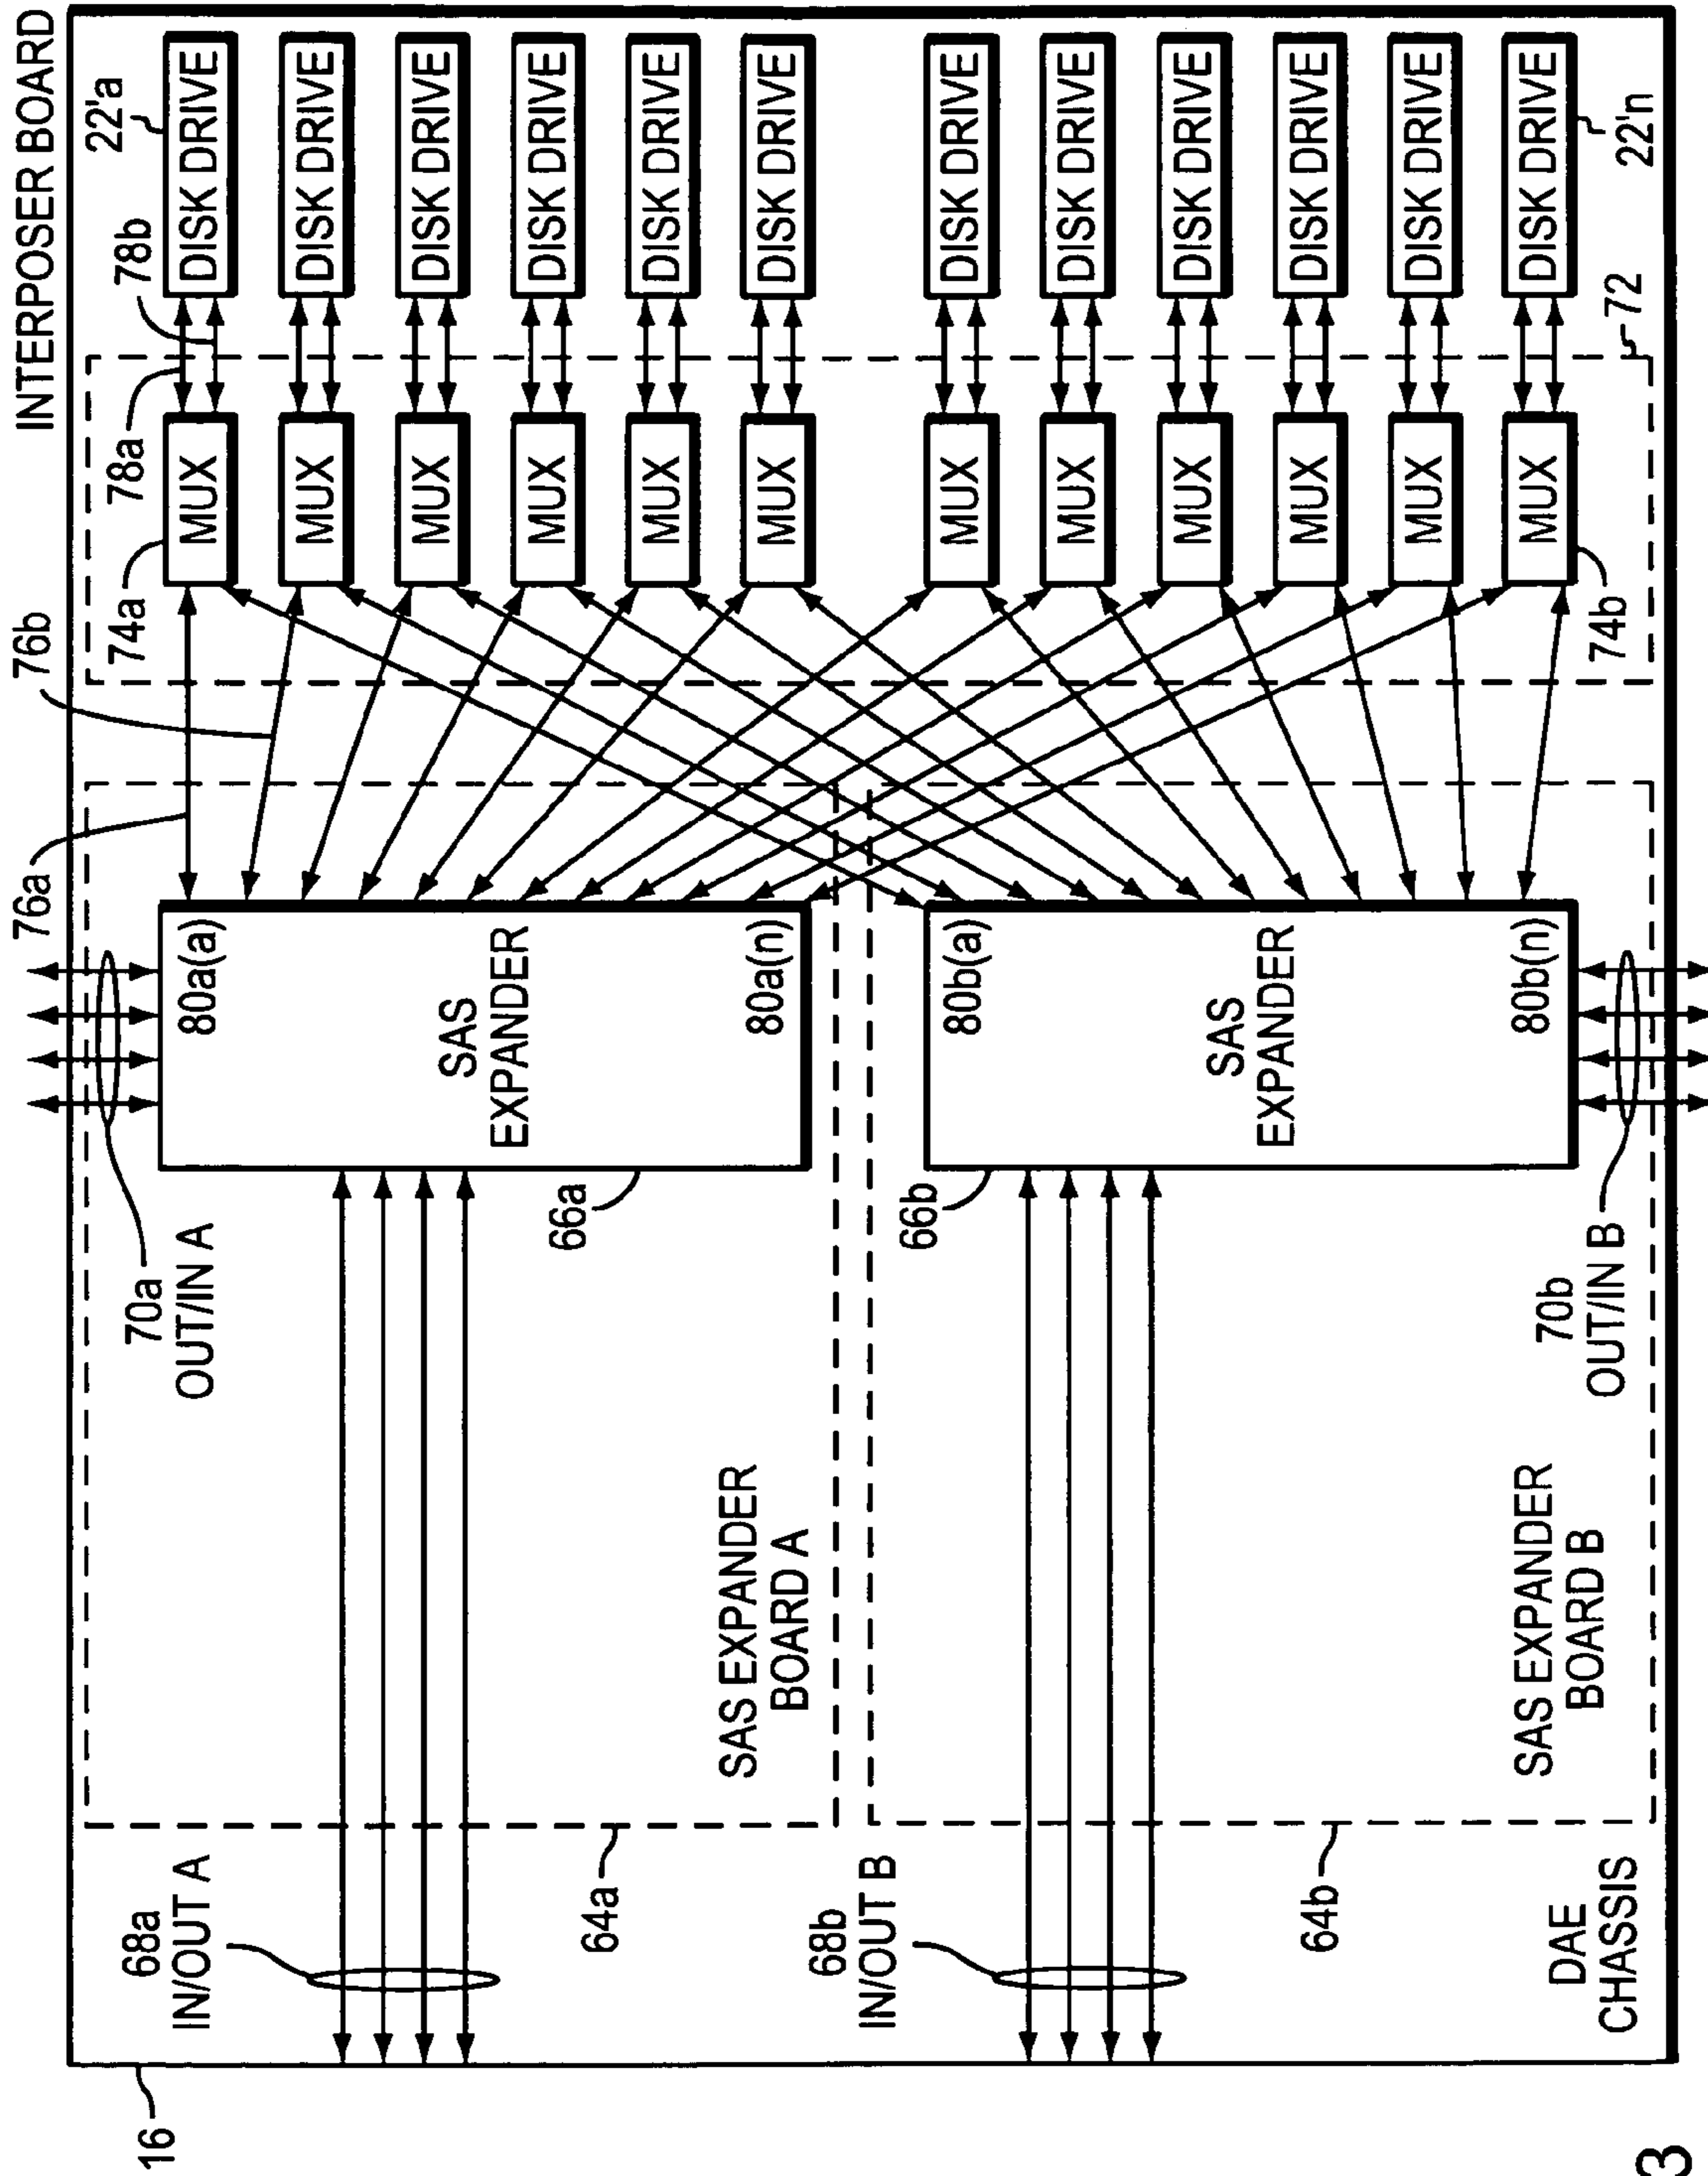 INTERPOSER BOARD
22'a
DISK DRIVE
DISK DRIVE
DISK DRIVE
DISK DRIVE
DISK DRIVE
DISK DRIVE
DISK DRIVE
DISK DRIVE
DISK DRIVE
DISK DRIVE
DISK DRIVE
DISK DRIVE
22'n
78b
78a
72
74a
MUX
MUX
MUX
MUX
MUX
MUX
MUX
MUX
MUX
MUX
MUX
MUX
74b
76b
76a
80a(a)
SAS
EXPANDER
80a(n)
80b(a)
SAS
EXPANDER
80b(n)
66a
66b
70a
OUT/IN A
70b
OUT/IN B
SAS EXPANDER
BOARD A
SAS EXPANDER
BOARD B
68a
IN/OUT A
64a
68b
IN/OUT B
64b
DAE
CHASSIS
16
3